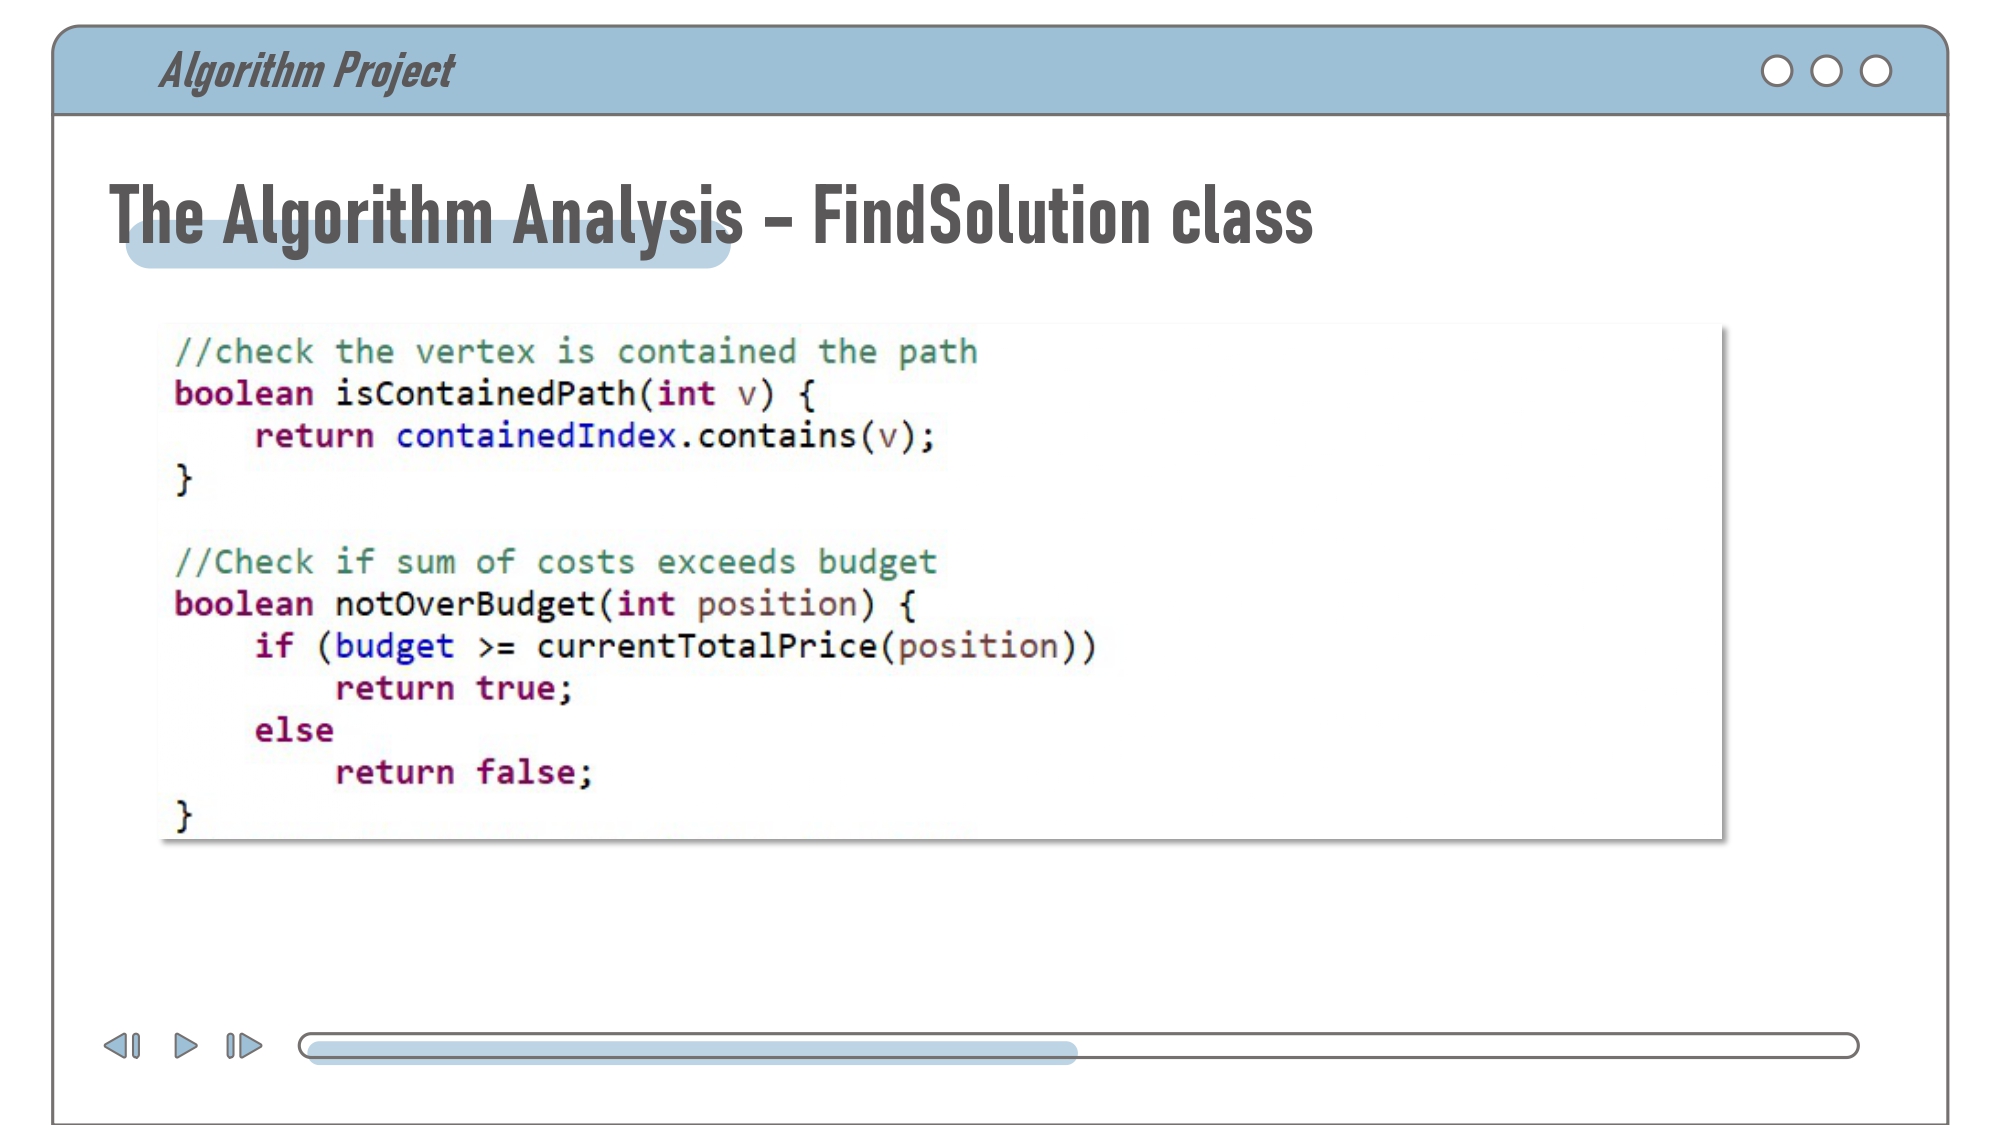 Algorithm Project
The Algorithm Analysis – FindSolution class
//check the vertex is contained the path
boolean isContainedPath(int v) {
    return containedIndex.contains(v);
}
//Check if sum of costs exceeds budget
boolean notOverBudget(int position) {
    if (budget >= currentTotalPrice(position))
        return true;
    else
        return false;
}